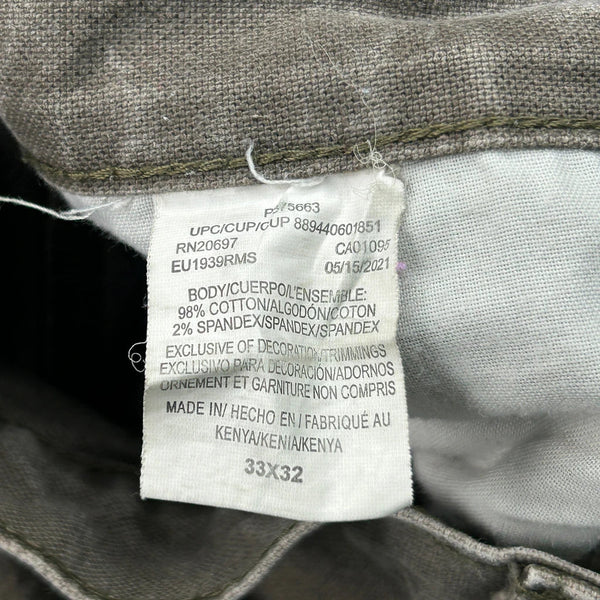 UPC/CUP/CUP 889440601851
RN20697 CA01095
EU1939RMS 05/15/2021
BODY/CUERPO/L'ENSEMBLE:
98% COTTON/ALGODÓN/COTON
2% SPANDEX/SPANDEX/SPANDEX
EXCLUSIVE OF DECORATION/TRIMMINGS
EXCLUSIVO PARA DECORACIÓN/ADORNOS
ORNEMENT ET GARNITURE NON COMPRIS
MADE IN/ HECHO EN / FABRIQUÉ AU
KENYA/KENIA/KENYA
33X32